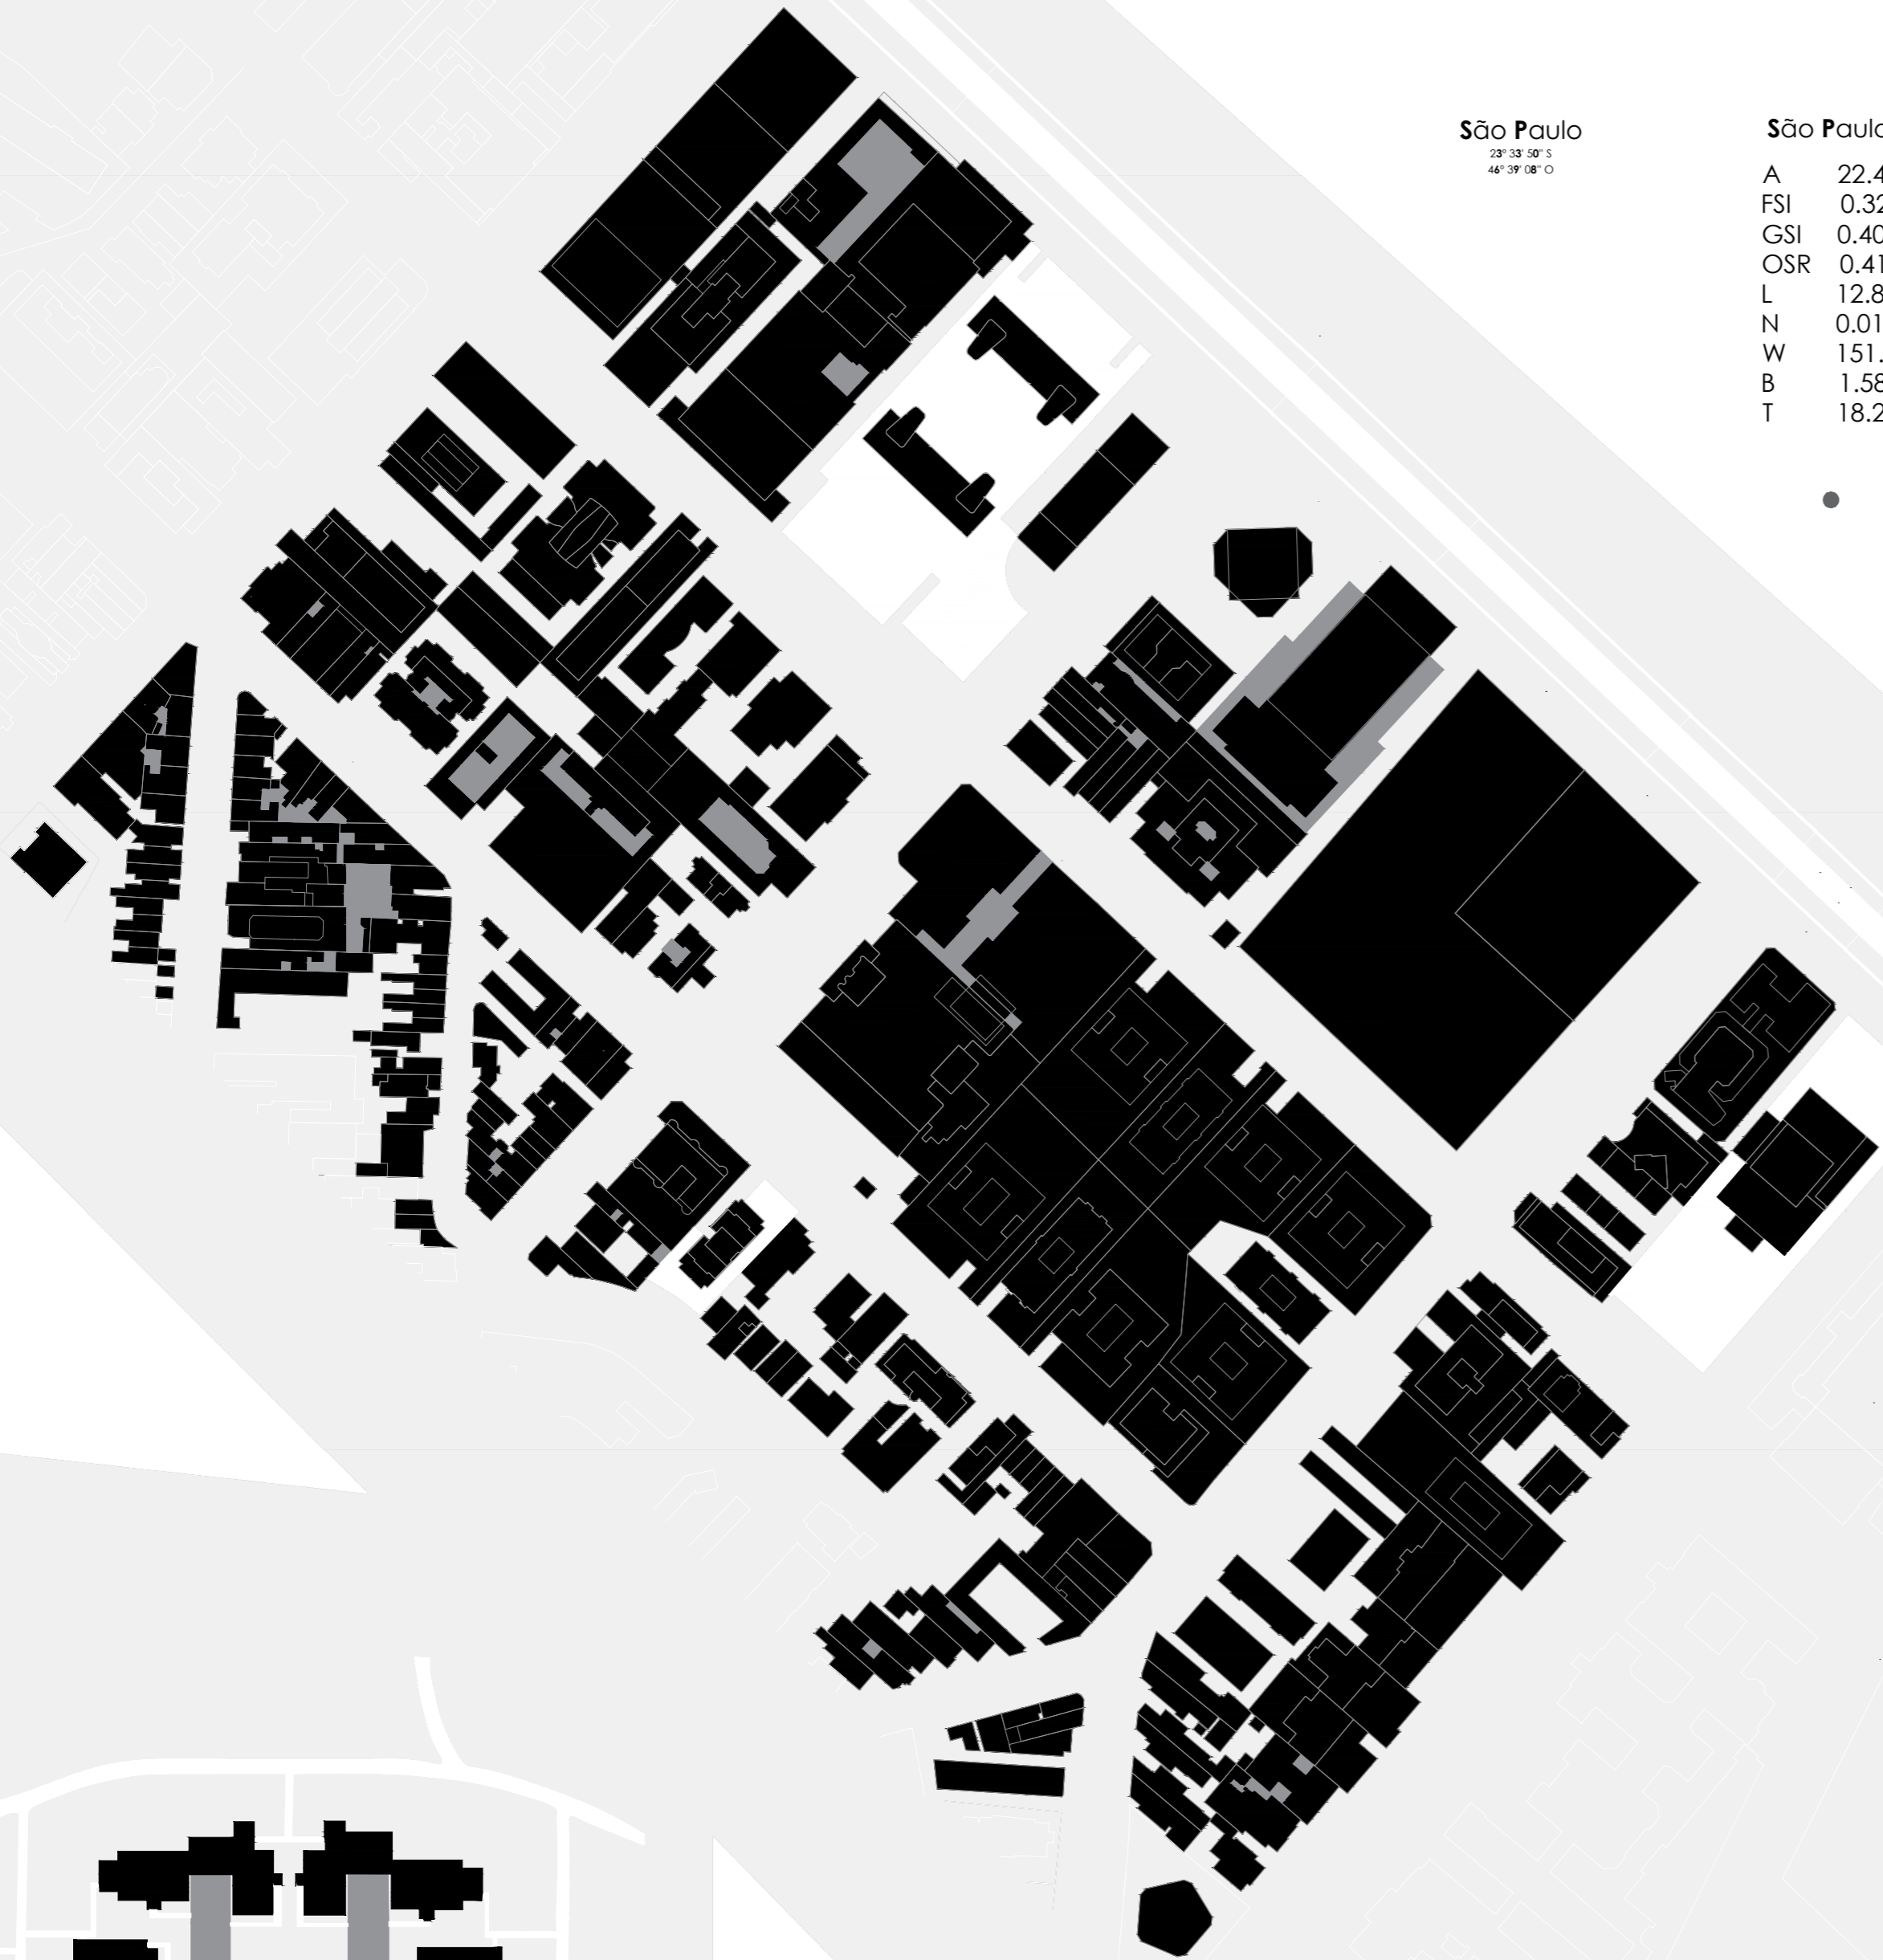 São Paulo
23° 33' 50" S
46° 39' 08" O
São Paulo
A 22.4
FSI 0.32
GSI 0.40
OSR 0.41
L 12.8
N 0.01
W 151.
B 1.58
T 18.2